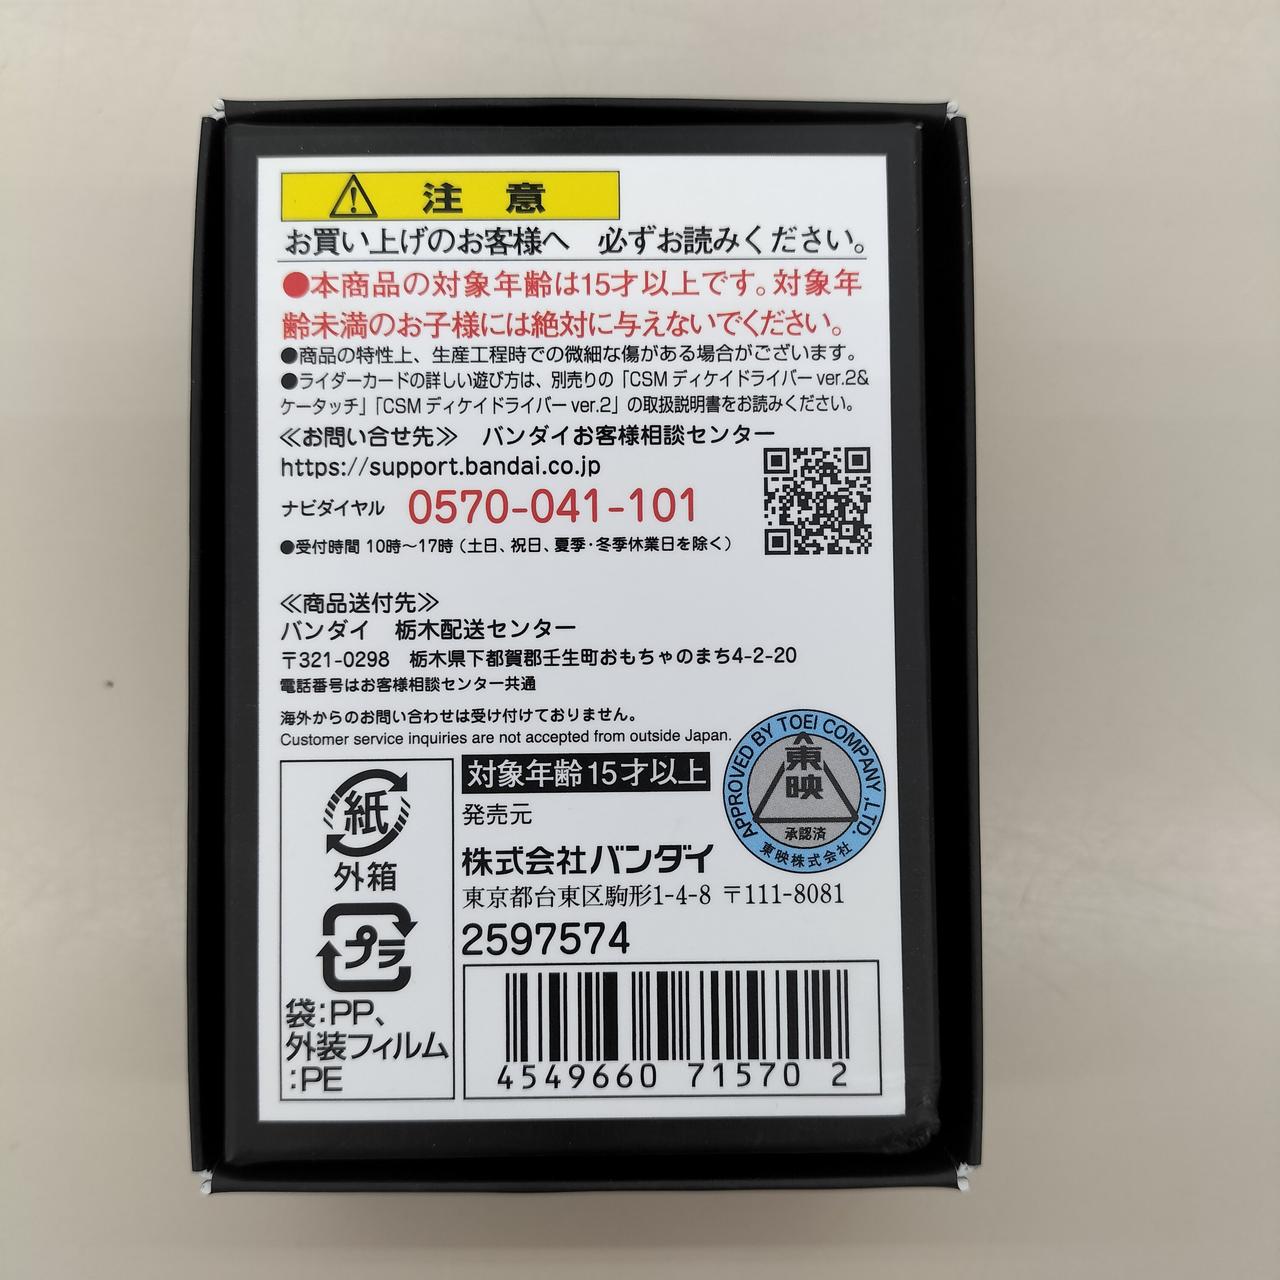 注意
お買い上げのお客様へ 必ずお読みください。
●本商品の対象年齢は15才以上です。対象年
齢未満のお子様には絶対に与えないでください。
●商品の特性上、生産工程時での微細な傷がある場合がございます。
●ライダーカードの詳しい遊び方は、別売りの「CSM ディケイドライバー ver.2&
ケータッチ」「CSM ディケイドライバー ver.2」の取扱説明書をお読みください。
≪お問い合せ先≫ バンダイお客様相談センター
https://support.bandai.co.jp
ナビダイヤル 0570-041-101
●受付時間 10時〜17時（土日、祝日、夏季・冬季休業日を除く）
≪商品送付先≫
バンダイ 栃木配送センター
〒321-0298 栃木県下都賀郡壬生町おもちゃのまち4-2-20
電話番号はお客様相談センター共通
海外からのお問い合わせは受け付けておりません。
Customer service inquiries are not accepted from outside Japan.
紙
外箱
プラ
袋:PP、
外装フィルム
:PE
対象年齢15才以上
発売元
株式会社バンダイ
東京都台東区駒形1-4-8 〒111-8081
2597574
4549660 71570 2
APPROVED BY TOEI COMPANY, LTD.
東映
承認済
東映株式会社